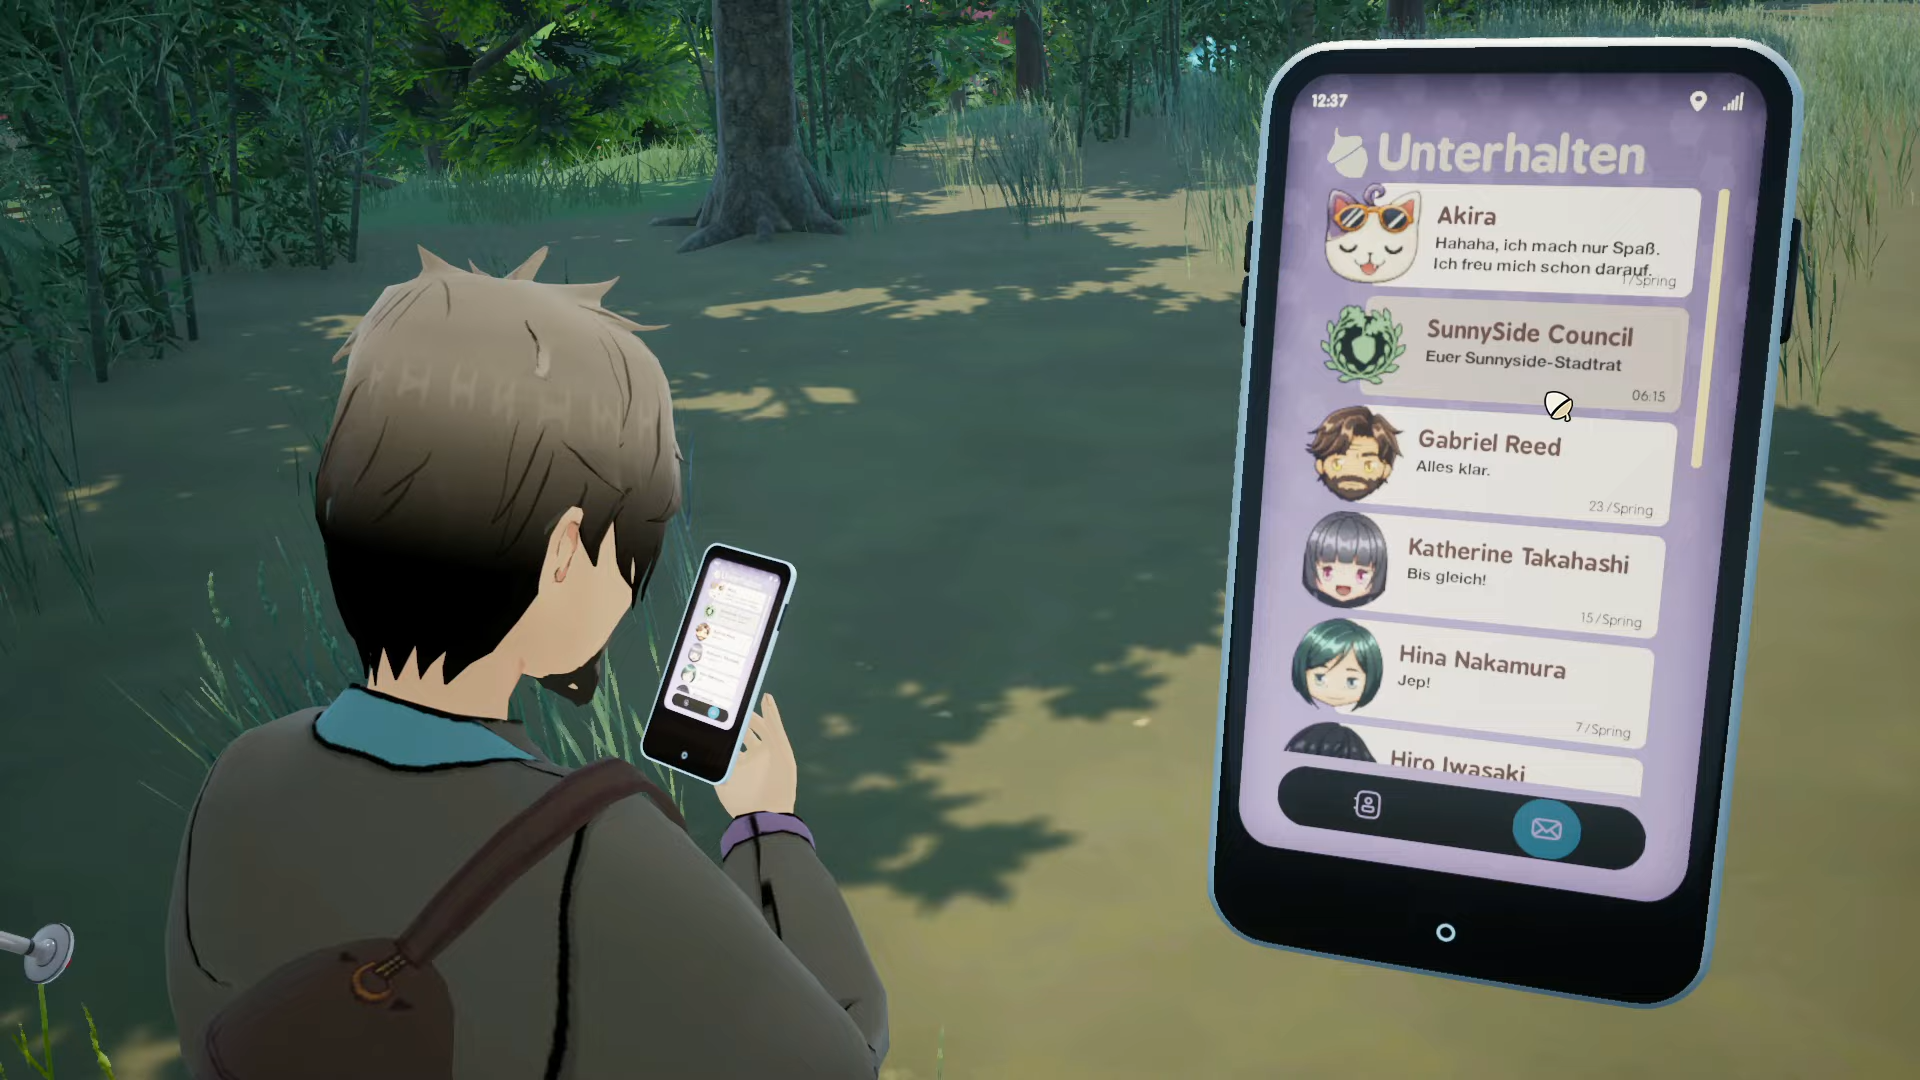 12:37
Unterhalten
Akira
Hahaha, ich mach nur Spaß.
Ich freu mich schon darauf.
1/Spring
SunnySide Council
Euer Sunnyside-Stadtrat
06:15
Gabriel Reed
Alles klar.
23/Spring
Katherine Takahashi
Bis gleich!
15/Spring
Hina Nakamura
Jep!
7/Spring
Hiro Iwasaki